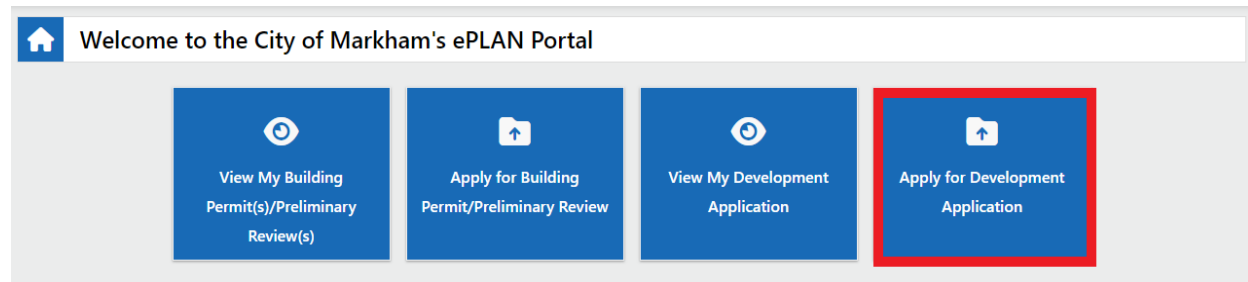 Welcome to the City of Markham's ePLAN Portal
View My Building
Permit(s)/Preliminary
Review(s)
Apply for Building
Permit/Preliminary Review
View My Development
Application
Apply for Development
Application